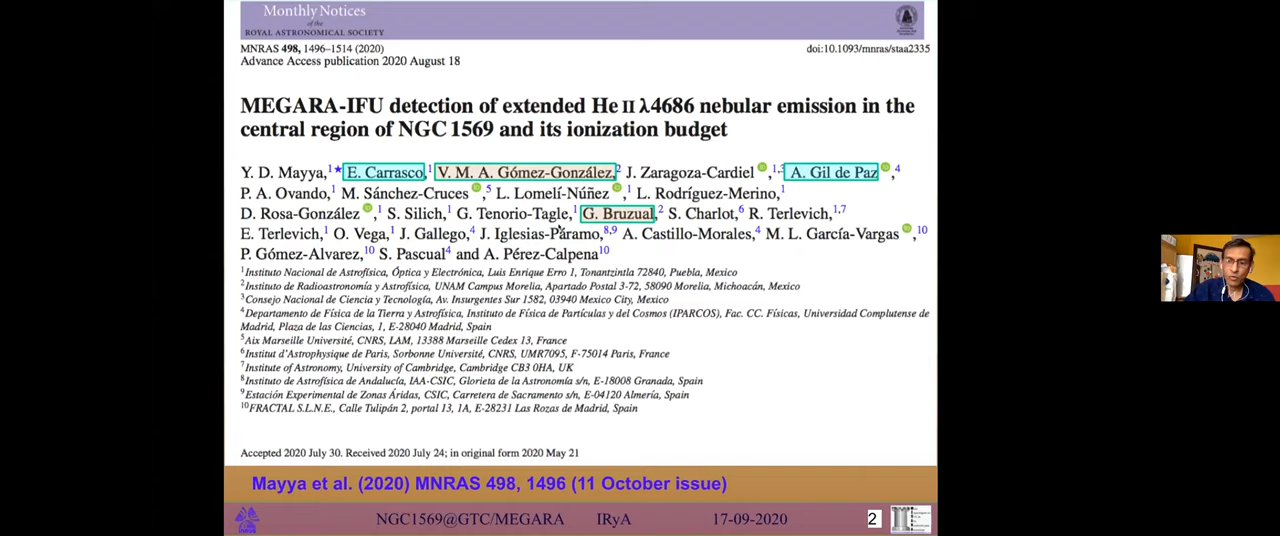 Monthly Notices
of the
ROYAL ASTRONOMICAL SOCIETY
MNRAS 498, 1496–1514 (2020)
doi:10.1093/mnras/staa2335
Advance Access publication 2020 August 18
MEGARA-IFU detection of extended He II λ4686 nebular emission in the
central region of NGC 1569 and its ionization budget
Y. D. Mayya,1★ E. Carrasco,1 V. M. A. Gómez-González,2 J. Zaragoza-Cardiel,1,3 A. Gil de Paz,4
P. A. Ovando,1 M. Sánchez-Cruces,5 L. Lomelí-Núñez,1 L. Rodríguez-Merino,1
D. Rosa-González,1 S. Silich,1 G. Tenorio-Tagle,1 G. Bruzual,2 S. Charlot,6 R. Terlevich,1,7
E. Terlevich,1 O. Vega,1 J. Gallego,4 J. Iglesias-Páramo,8,9 A. Castillo-Morales,4 M. L. García-Vargas,10
P. Gómez-Alvarez,10 S. Pascual4 and A. Pérez-Calpena10
1Instituto Nacional de Astrofísica, Óptica y Electrónica, Luis Enrique Erro 1, Tonantzintla 72840, Puebla, Mexico
2Instituto de Radioastronomía y Astrofísica, UNAM Campus Morelia, Apartado Postal 3-72, 58090 Morelia, Michoacán, Mexico
3Consejo Nacional de Ciencia y Tecnología, Av. Insurgentes Sur 1582, 03940 Mexico City, Mexico
4Departamento de Física de la Tierra y Astrofísica, Instituto de Física de Partículas y del Cosmos (IPARCOS), Fac. CC. Físicas, Universidad Complutense de
Madrid, Plaza de las Ciencias, 1, E-28040 Madrid, Spain
5Aix Marseille Université, CNRS, LAM, 13388 Marseille Cedex 13, France
6Institut d'Astrophysique de Paris, Sorbonne Université, CNRS, UMR7095, F-75014 Paris, France
7Institute of Astronomy, University of Cambridge, Cambridge CB3 0HA, UK
8Instituto de Astrofísica de Andalucía, IAA-CSIC, Glorieta de la Astronomía s/n, E-18008 Granada, Spain
9Estación Experimental de Zonas Áridas, CSIC, Carretera de Sacramento s/n, E-04120 Almería, Spain
10FRACTAL S.L.N.E., Calle Tulipán 2, portal 13, 1A, E-28231 Las Rozas de Madrid, Spain
Accepted 2020 July 30. Received 2020 July 24; in original form 2020 May 21
Mayya et al. (2020) MNRAS 498, 1496 (11 October issue)
NGC1569@GTC/MEGARA IRyA 17-09-2020 2